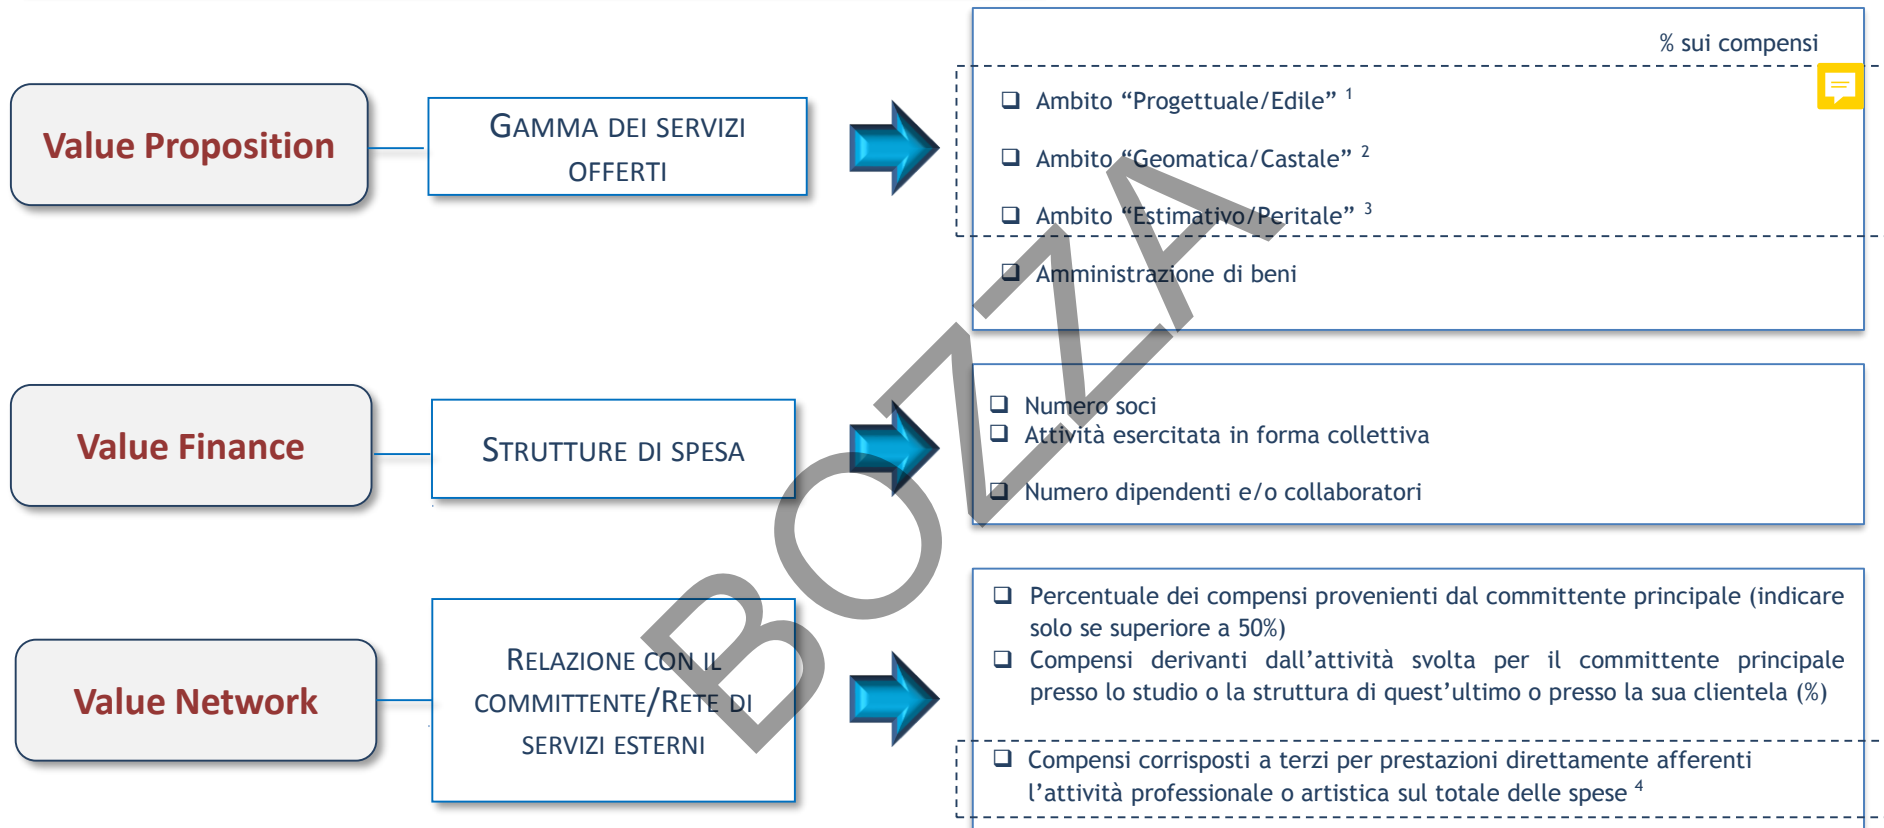 % sui compensi
Value Proposition
GAMMA DEI SERVIZI
OFFERTI
❑ Ambito “Progettuale/Edile” 1
❑ Ambito “Geomatica/Castale” 2
❑ Ambito “Estimativo/Peritale” 3
❑ Amministrazione di beni
Value Finance
STRUTTURE DI SPESA
❑ Numero soci
❑ Attività esercitata in forma collettiva
❑ Numero dipendenti e/o collaboratori
Value Network
RELAZIONE CON IL
COMMITTENTE/RETE DI
SERVIZI ESTERNI
❑ Percentuale dei compensi provenienti dal committente principale (indicare
solo se superiore a 50%)
❑ Compensi derivanti dall’attività svolta per il committente principale
presso lo studio o la struttura di quest’ultimo o presso la sua clientela (%)
❑ Compensi corrisposti a terzi per prestazioni direttamente afferenti
l’attività professionale o artistica sul totale delle spese 4
BOZZA